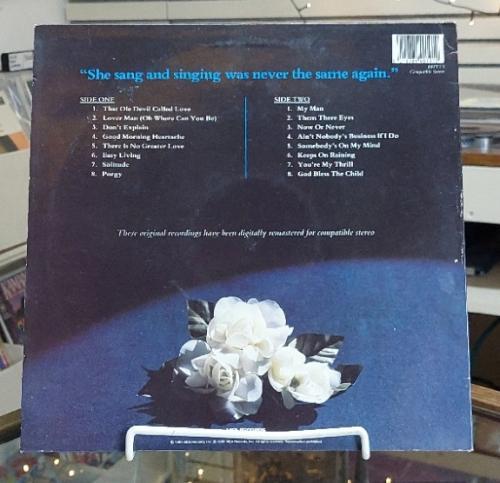 "She sang and singing was never the same again."
SIDE ONE
1. That Ole Devil Called Love
2. Lover Man (Oh Where Can You Be)
3. Don't Explain
4. Good Morning Heartache
5. There Is No Greater Love
6. Easy Living
7. Solitude
8. Porgy
SIDE TWO
1. My Man
2. Them There Eyes
3. Now Or Never
4. Ain't Nobody's Business If I Do
5. Somebody's On My Mind
6. Keeps On Raining
7. You're My Thrill
8. God Bless The Child
These original recordings have been digitally remastered for compatible stereo
MCA RECORDS